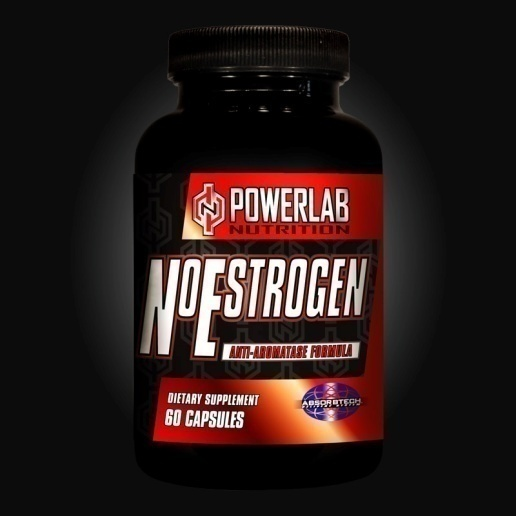 N
POWERLAB
NUTRITION
NOESTROGEN
ANTI-AROMATASE FORMULA
DIETARY SUPPLEMENT
60 CAPSULES
ABSORBTECH